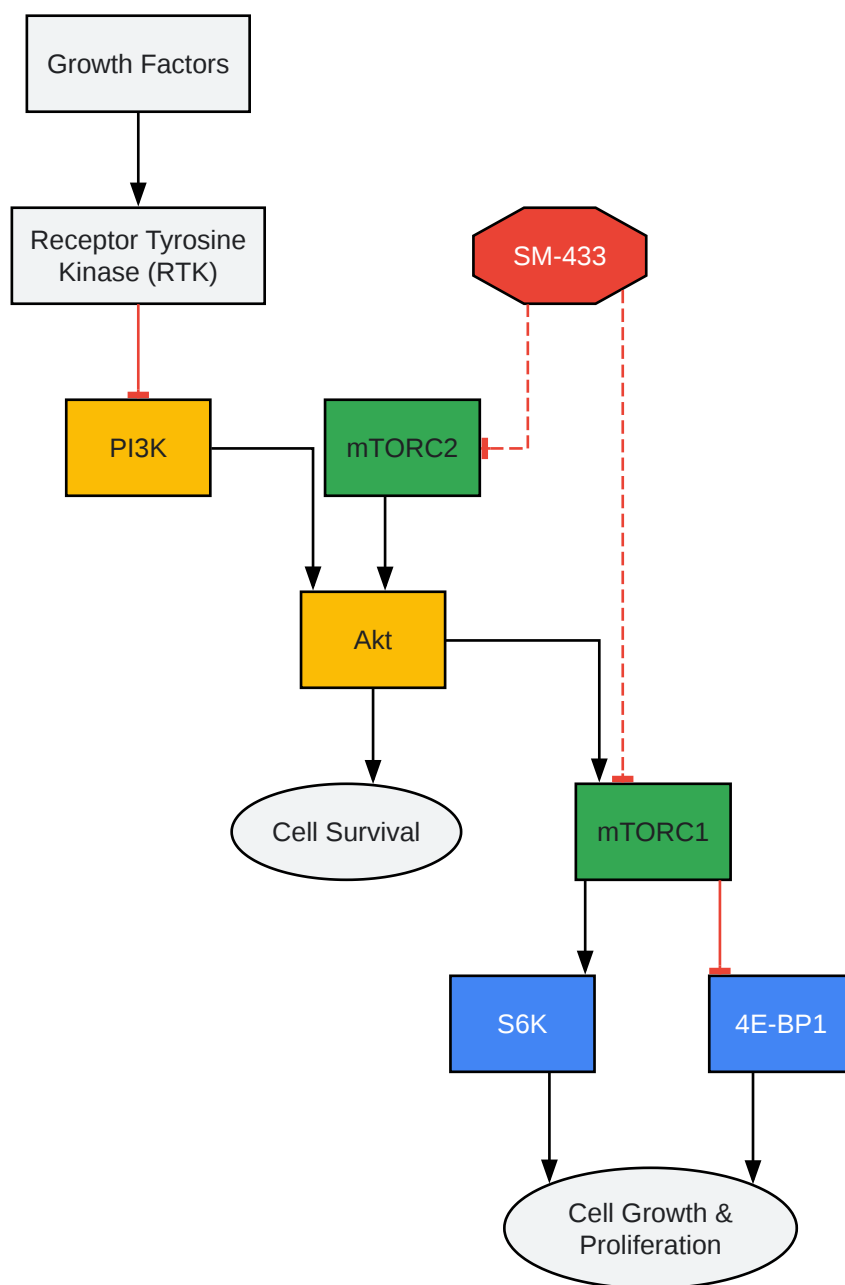 Growth Factors
Receptor Tyrosine
Kinase (RTK)
SM-433
PI3K
mTORC2
Akt
Cell Survival
mTORC1
S6K
4E-BP1
Cell Growth &
Proliferation